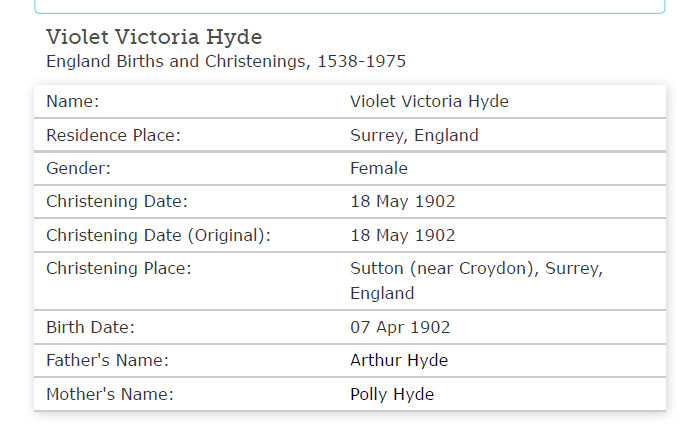 Violet Victoria Hyde
England Births and Christenings, 1538-1975
Name: Violet Victoria Hyde
Residence Place: Surrey, England
Gender: Female
Christening Date: 18 May 1902
Christening Date (Original): 18 May 1902
Christening Place: Sutton (near Croydon), Surrey,
England
Birth Date: 07 Apr 1902
Father's Name: Arthur Hyde
Mother's Name: Polly Hyde